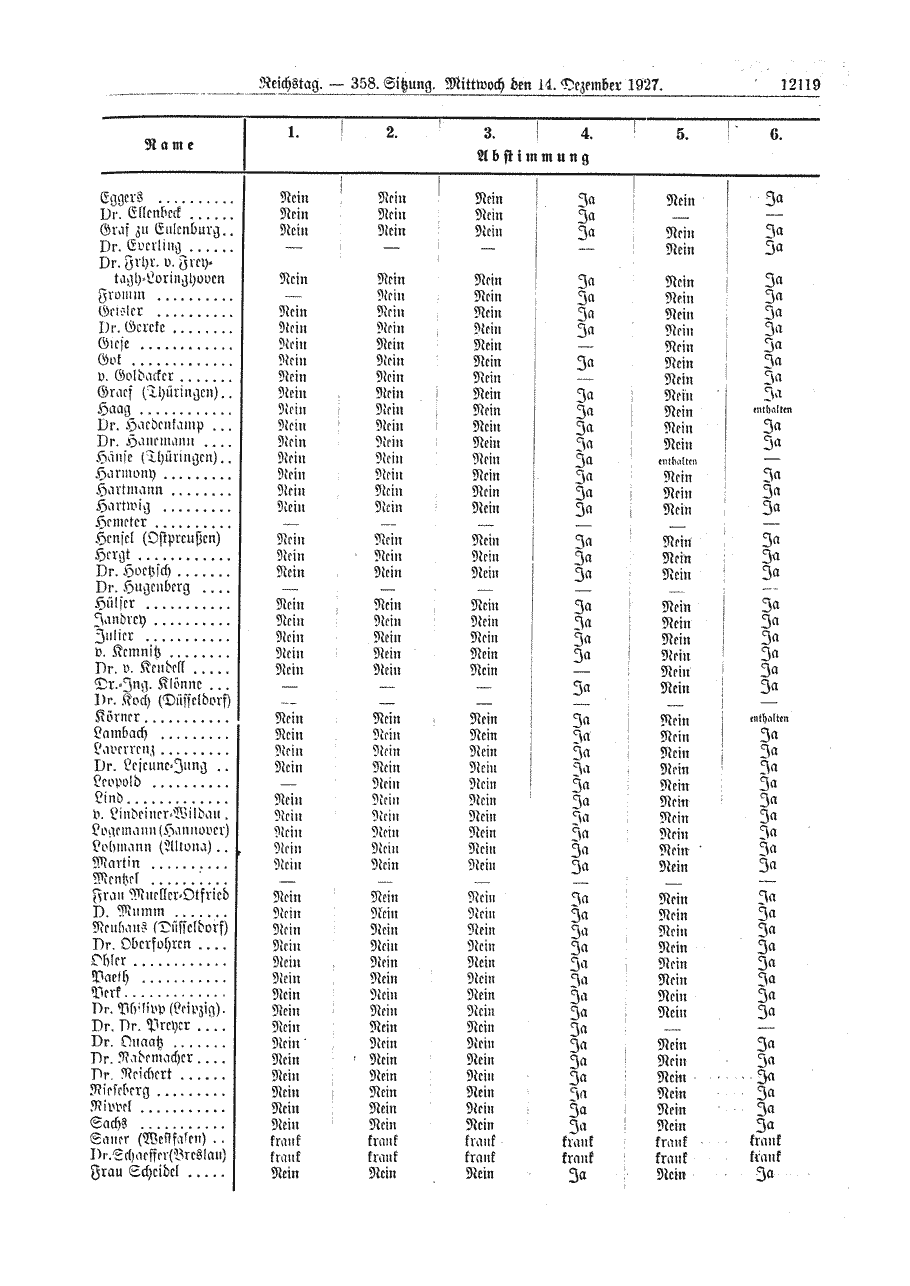 Reichstag. — 358. Sitzung. Mittwoch den 14. Dezember 1927. 12119
Name 1. 2. 3. 4. 5. 6.
Abstimmung
Eggers .......... Nein Nein Nein Ja Nein Ja
Dr. Ellenbeck ...... Nein Nein Nein Ja — —
Graf zu Eulenburg.. Nein Nein Nein Ja Nein Ja
Dr. Everling ...... — — — — Nein Ja
Dr. Frhr. v. Frey-
tagh-Loringhoven Nein Nein Nein Ja Nein Ja
Fromm .......... — Nein Nein Ja Nein Ja
Geisler .......... Nein Nein Nein Ja Nein Ja
Dr. Gereke ........ Nein Nein Nein Ja Nein Ja
Giese ............ Nein Nein Nein — Nein Ja
Gok ............. Nein Nein Nein Ja Nein Ja
v. Goldacker ....... Nein Nein Nein — Nein Ja
Graef (Thüringen).. Nein Nein Nein Ja Nein Ja
Haag ............ Nein Nein Nein Ja Nein enthalten
Dr. Haedenkamp ... Nein Nein Nein Ja Nein Ja
Dr. Hanemann .... Nein Nein Nein Ja Nein Ja
Hänse (Thüringen).. Nein Nein Nein Ja enthalten —
Harmony ......... Nein Nein Nein Ja Nein Ja
Hartmann ........ Nein Nein Nein Ja Nein Ja
Hartwig ......... Nein Nein Nein Ja Nein Ja
Hemeter .......... — — — — — —
Hensel (Ostpreußen) Nein Nein Nein Ja Nein Ja
Hergt ............ Nein Nein Nein Ja Nein Ja
Dr. Hoetzsch ....... Nein Nein Nein Ja Nein Ja
Dr. Hugenberg .... — — — — — —
Hülser ........... Nein Nein Nein Ja Nein Ja
Jandrey .......... Nein Nein Nein Ja Nein Ja
Julier ........... Nein Nein Nein Ja Nein Ja
v. Kemnitz ........ Nein Nein Nein Ja Nein Ja
Dr. v. Keudell ..... Nein Nein Nein — Nein Ja
Dr.-Ing. Klönne ... — — — Ja Nein Ja
Dr. Koch (Düsseldorf) — — — — — —
Körner ........... Nein Nein Nein Ja Nein enthalten
Lambach ......... Nein Nein Nein Ja Nein Ja
Laverrenz ......... Nein Nein Nein Ja Nein Ja
Dr. Lejeune-Jung .. Nein Nein Nein Ja Nein Ja
Leopold .......... — Nein Nein Ja Nein Ja
Lind............. Nein Nein Nein Ja Nein Ja
v. Lindeiner-Wildau. Nein Nein Nein Ja Nein Ja
Logemann (Hannover) Nein Nein Nein Ja Nein Ja
Lohmann (Altona) .. Nein Nein Nein Ja Nein Ja
Martin .......... Nein Nein Nein Ja Nein Ja
Mentzel .......... — — — — — —
Frau Mueller-Otfried Nein Nein Nein Ja Nein Ja
D. Mumm ....... Nein Nein Nein Ja Nein Ja
Neuhaus (Düsseldorf) Nein Nein Nein Ja Nein Ja
Dr. Oberfohren .... Nein Nein Nein Ja Nein Ja
Ohler ............ Nein Nein Nein Ja Nein Ja
Paeth ........... Nein Nein Nein Ja Nein Ja
Perk............. Nein Nein Nein Ja Nein Ja
Dr. Philipp (Leipzig). Nein Nein Nein Ja Nein Ja
Dr. Dr. Preyer .... Nein Nein Nein Ja — —
Dr. Quaatz ....... Nein Nein Nein Ja Nein Ja
Dr. Rademacher.... Nein Nein Nein Ja Nein Ja
Dr. Reichert ...... Nein Nein Nein Ja Nein Ja
Rieseberg ......... Nein Nein Nein Ja Nein Ja
Rippel ........... Nein Nein Nein Ja Nein Ja
Sachs ........... Nein Nein Nein Ja Nein Ja
Sauer (Westfalen) .. krank krank krank krank krank krank
Dr. Schaeffer (Breslau) krank krank krank krank krank krank
Frau Scheidel ..... Nein Nein Nein Ja Nein Ja